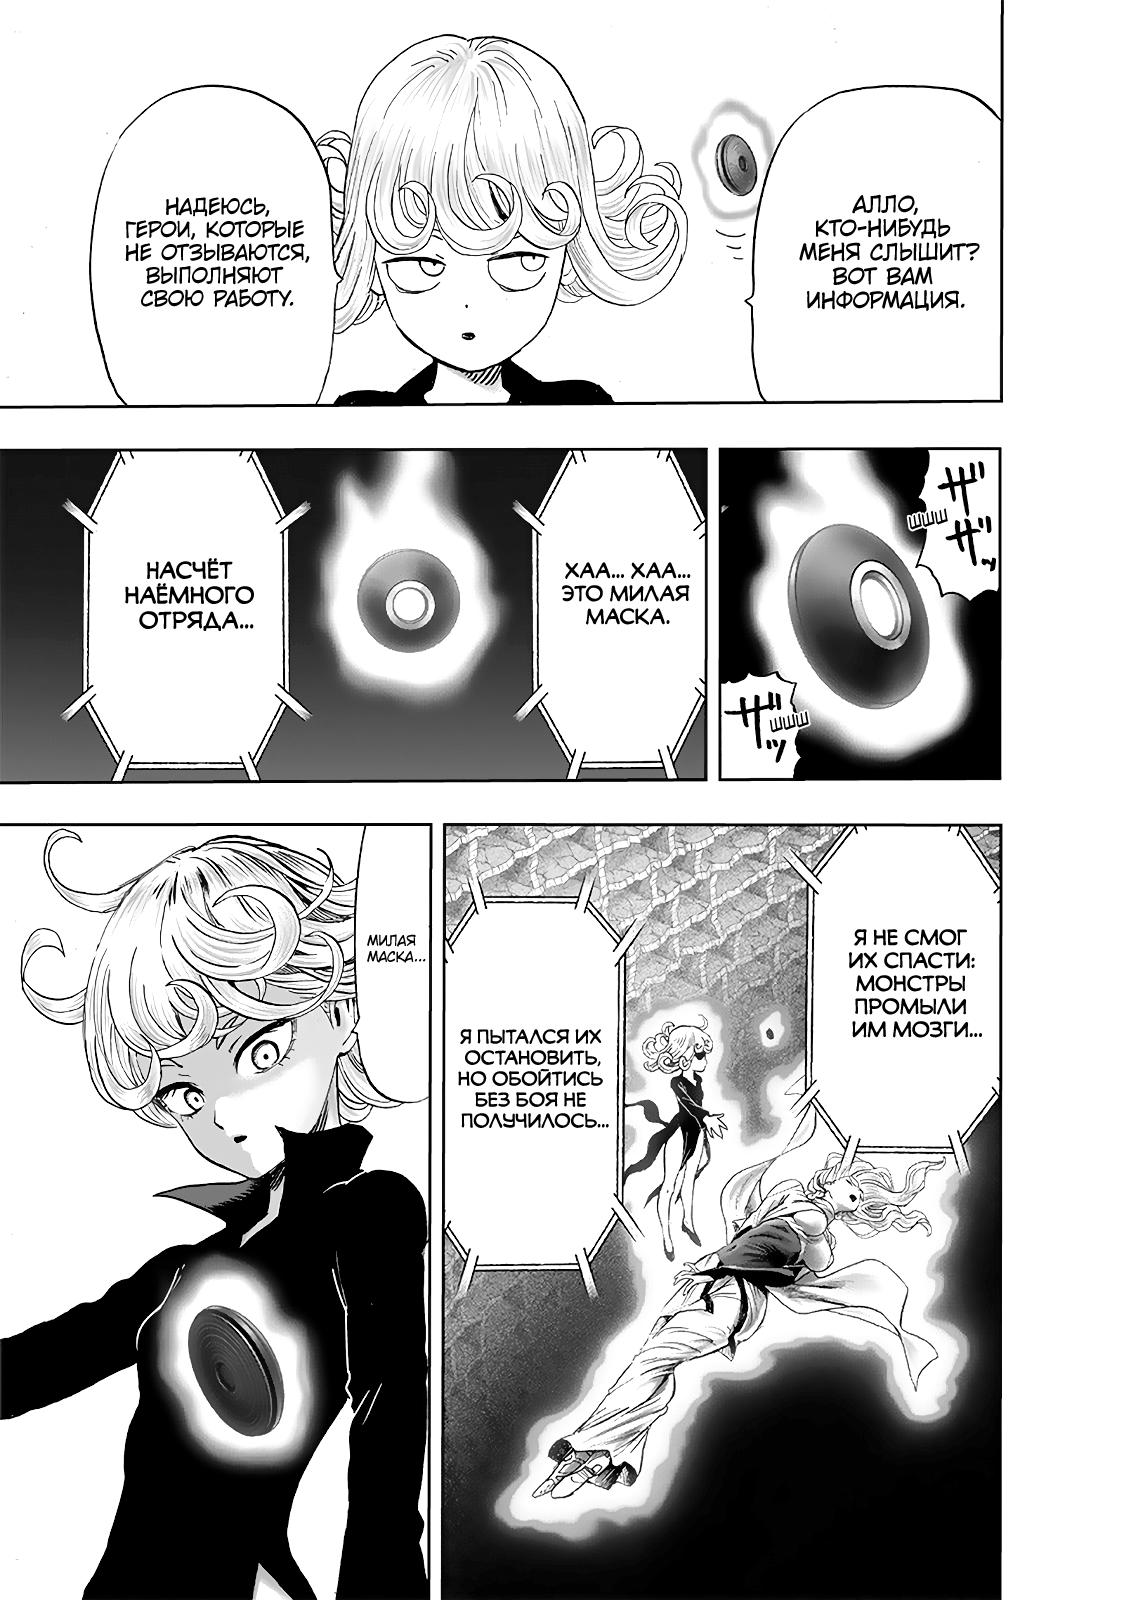 АЛЛО,
КТО-НИБУДЬ
МЕНЯ СЛЫШИТ?
ВОТ ВАМ
ИНФОРМАЦИЯ.
НАДЕЮСЬ,
ГЕРОИ, КОТОРЫЕ
НЕ ОТЗЫВАЮТСЯ,
ВЫПОЛНЯЮТ
СВОЮ РАБОТУ.
ザザッ
ШШШ
ザッ
ШШШ
ХАА... ХАА...
ЭТО МИЛАЯ
МАСКА.
НАСЧЁТ
НАЁМНОГО
ОТРЯДА...
Я НЕ СМОГ
ИХ СПАСТИ:
МОНСТРЫ
ПРОМЫЛИ
ИМ МОЗГИ...
Я ПЫТАЛСЯ ИХ
ОСТАНОВИТЬ,
НО ОБОЙТИСЬ
БЕЗ БОЯ НЕ
ПОЛУЧИЛОСЬ...
МИЛАЯ
МАСКА...